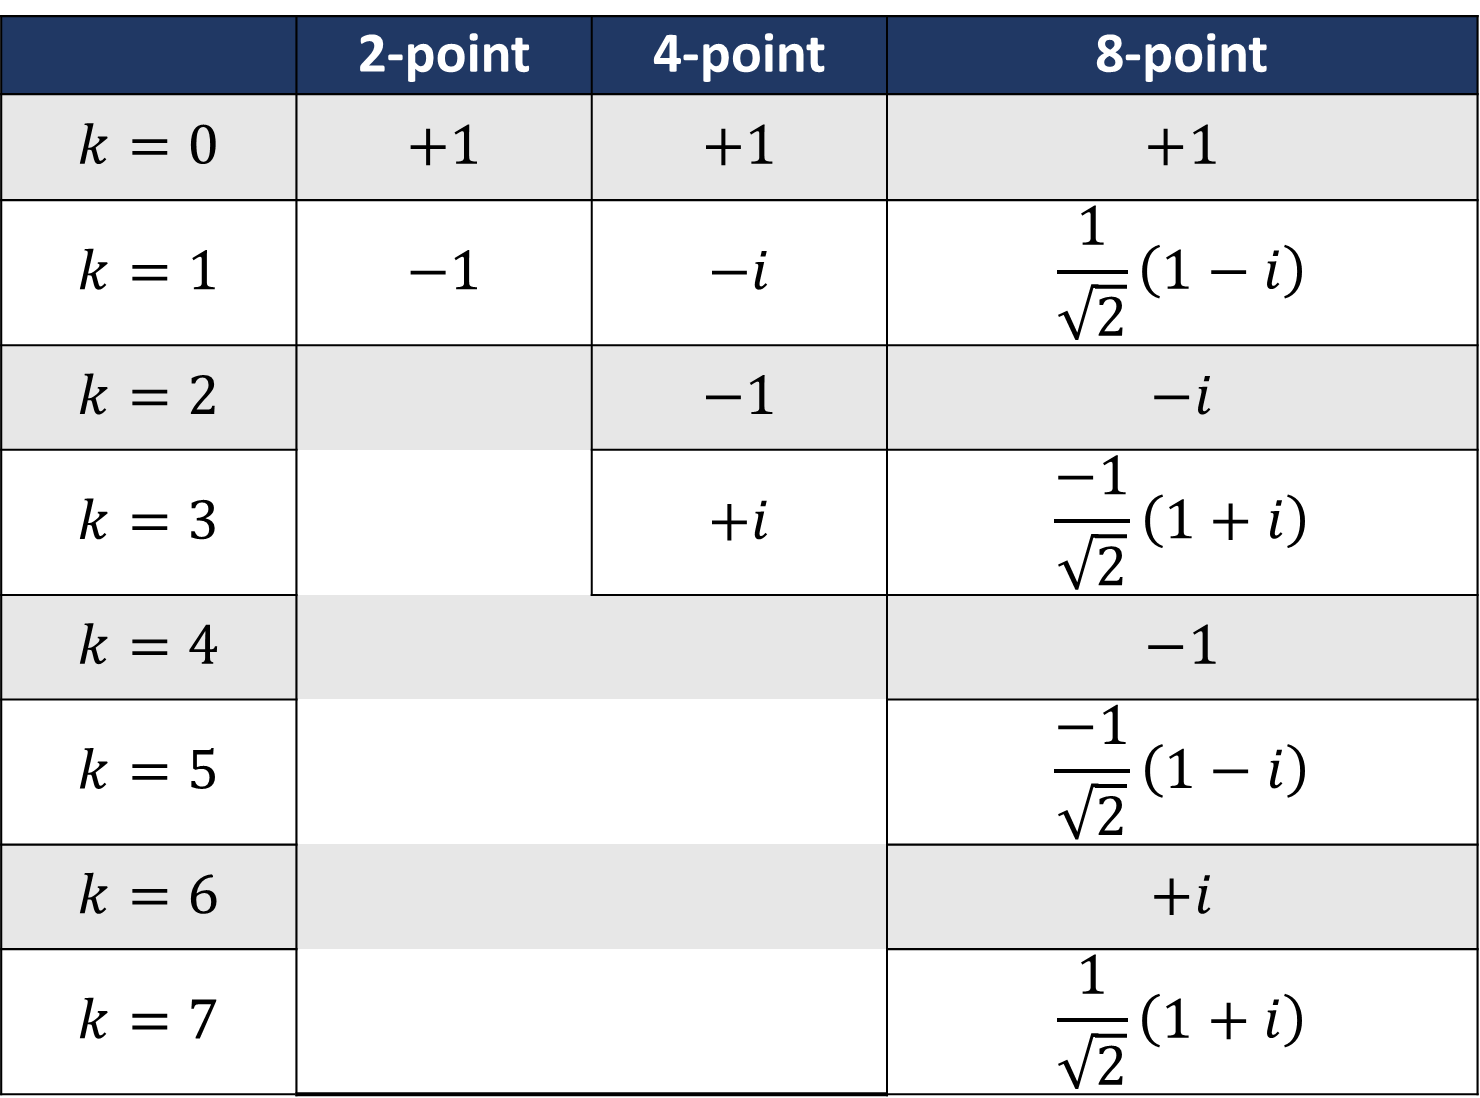 2-point 4-point 8-point
k = 0 +1 +1 +1
k = 1 −1 −i 1/√2 (1 − i)
k = 2 −1 −i
k = 3 +i −1/√2 (1 + i)
k = 4 −1
k = 5 −1/√2 (1 − i)
k = 6 +i
k = 7 1/√2 (1 + i)